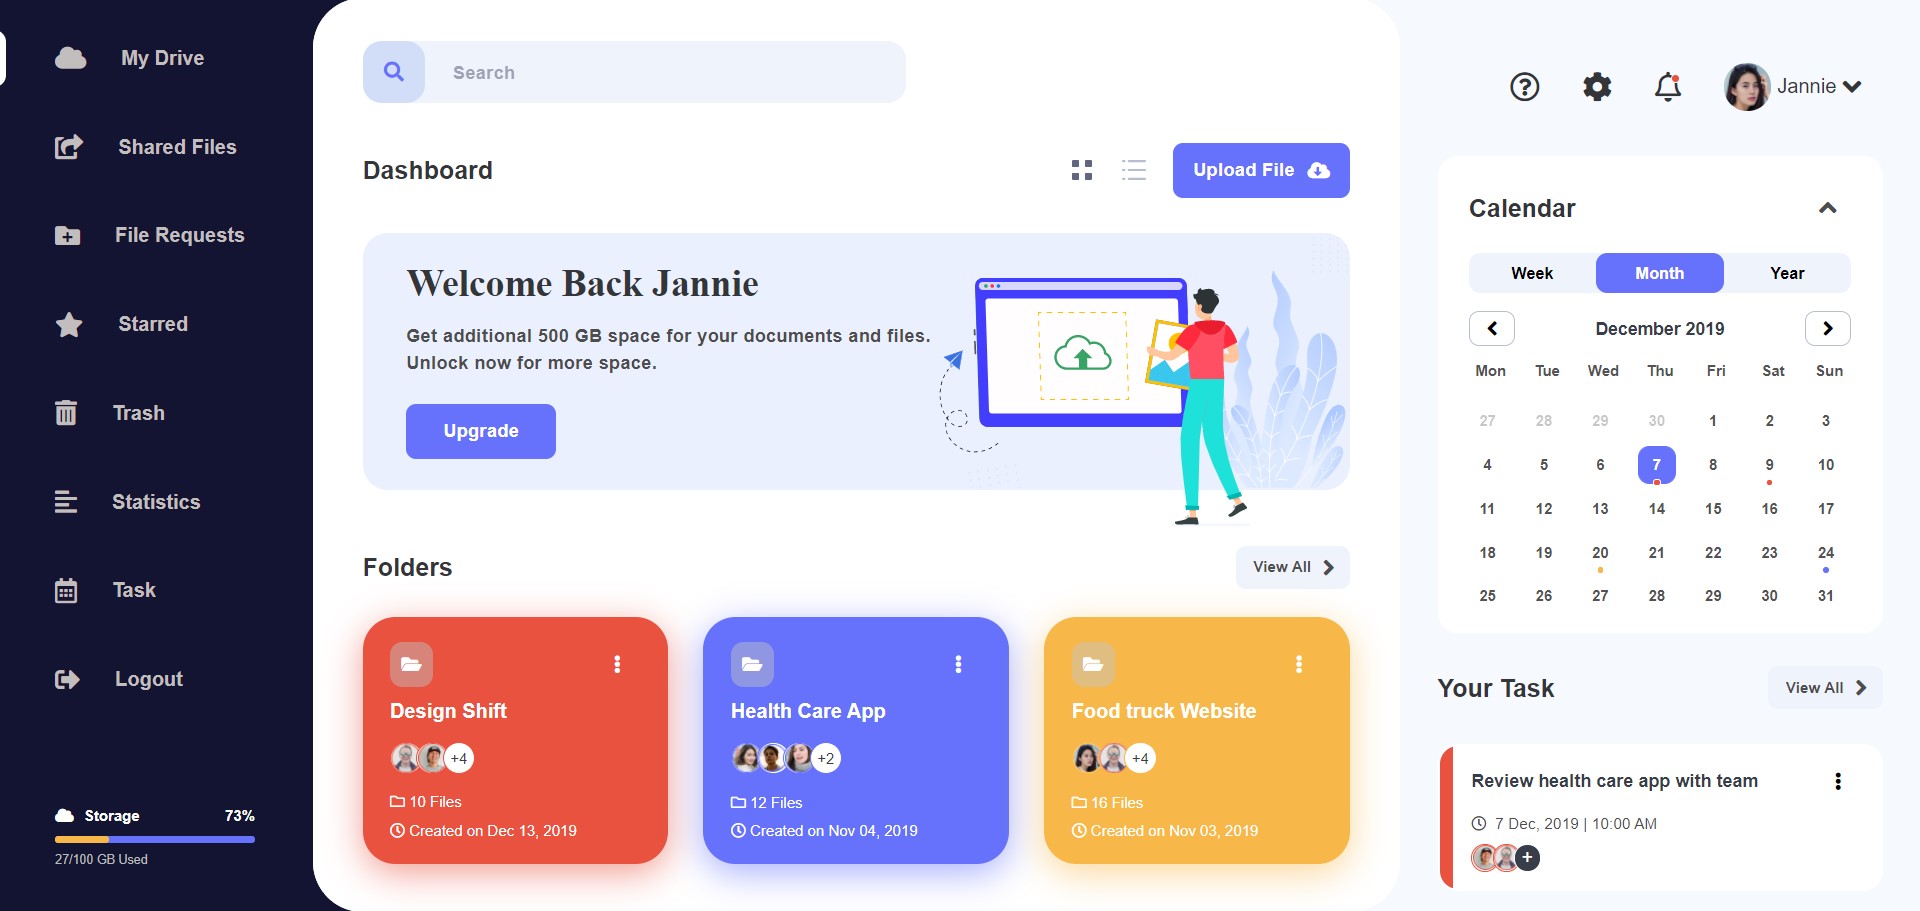 My Drive
Shared Files
File Requests
Starred
Trash
Statistics
Task
Logout
Storage 73%
27/100 GB Used
Search
Dashboard
Upload File
Welcome Back Jannie
Get additional 500 GB space for your documents and files.
Unlock now for more space.
Upgrade
Folders
View All
Design Shift
+4
10 Files
Created on Dec 13, 2019
Health Care App
+2
12 Files
Created on Nov 04, 2019
Food truck Website
+4
16 Files
Created on Nov 03, 2019
Jannie
Calendar
Week Month Year
December 2019
Mon Tue Wed Thu Fri Sat Sun
27 28 29 30 1 2 3
4 5 6 7 8 9 10
11 12 13 14 15 16 17
18 19 20 21 22 23 24
25 26 27 28 29 30 31
Your Task
View All
Review health care app with team
7 Dec, 2019 | 10:00 AM